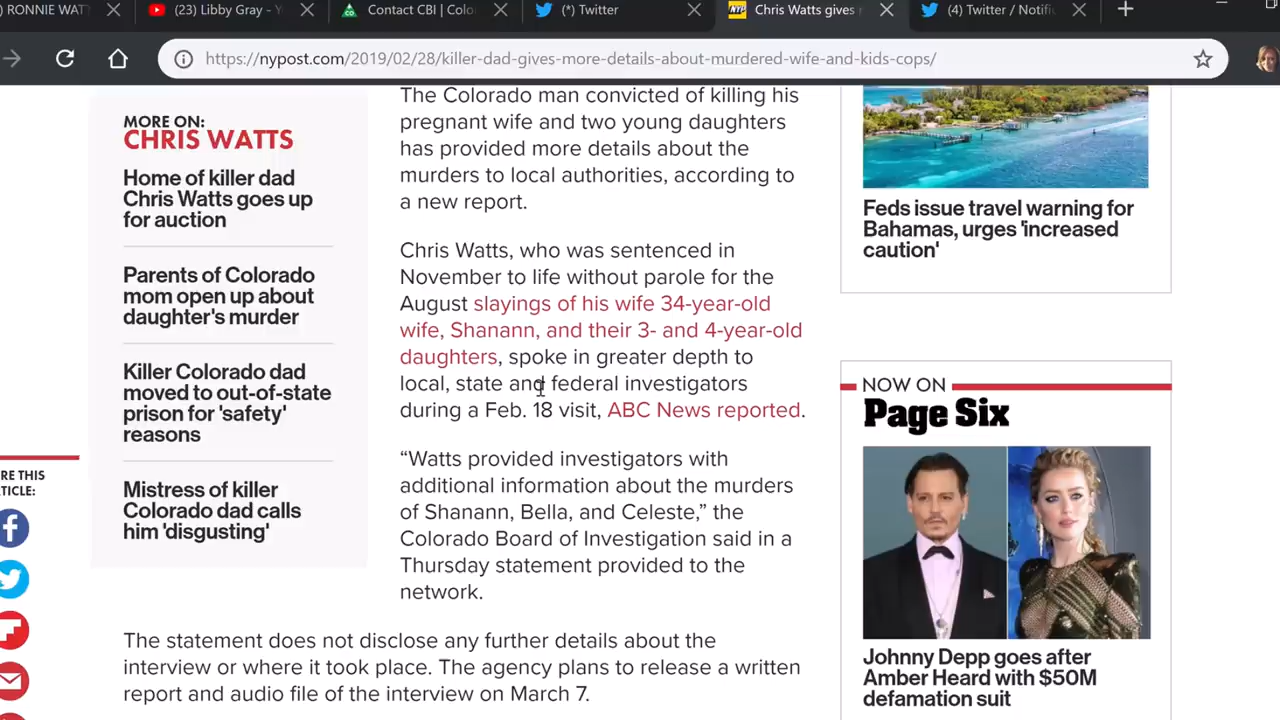 ) RONNIE WAT
(23) Libby Gray - Y
Contact CBI | Colo
(*) Twitter
Chris Watts gives
(4) Twitter / Notifi
https://nypost.com/2019/02/28/killer-dad-gives-more-details-about-murdered-wife-and-kids-cops/
MORE ON:
CHRIS WATTS
Home of killer dad
Chris Watts goes up
for auction
Parents of Colorado
mom open up about
daughter's murder
Killer Colorado dad
moved to out-of-state
prison for 'safety'
reasons
Mistress of killer
Colorado dad calls
him 'disgusting'
RE THIS
TICLE:
The Colorado man convicted of killing his
pregnant wife and two young daughters
has provided more details about the
murders to local authorities, according to
a new report.
Chris Watts, who was sentenced in
November to life without parole for the
August slayings of his wife 34-year-old
wife, Shanann, and their 3- and 4-year-old
daughters, spoke in greater depth to
local, state and federal investigators
during a Feb. 18 visit, ABC News reported.
“Watts provided investigators with
additional information about the murders
of Shanann, Bella, and Celeste,” the
Colorado Board of Investigation said in a
Thursday statement provided to the
network.
The statement does not disclose any further details about the
interview or where it took place. The agency plans to release a written
report and audio file of the interview on March 7.
Feds issue travel warning for
Bahamas, urges 'increased
caution'
NOW ON
Page Six
Johnny Depp goes after
Amber Heard with $50M
defamation suit